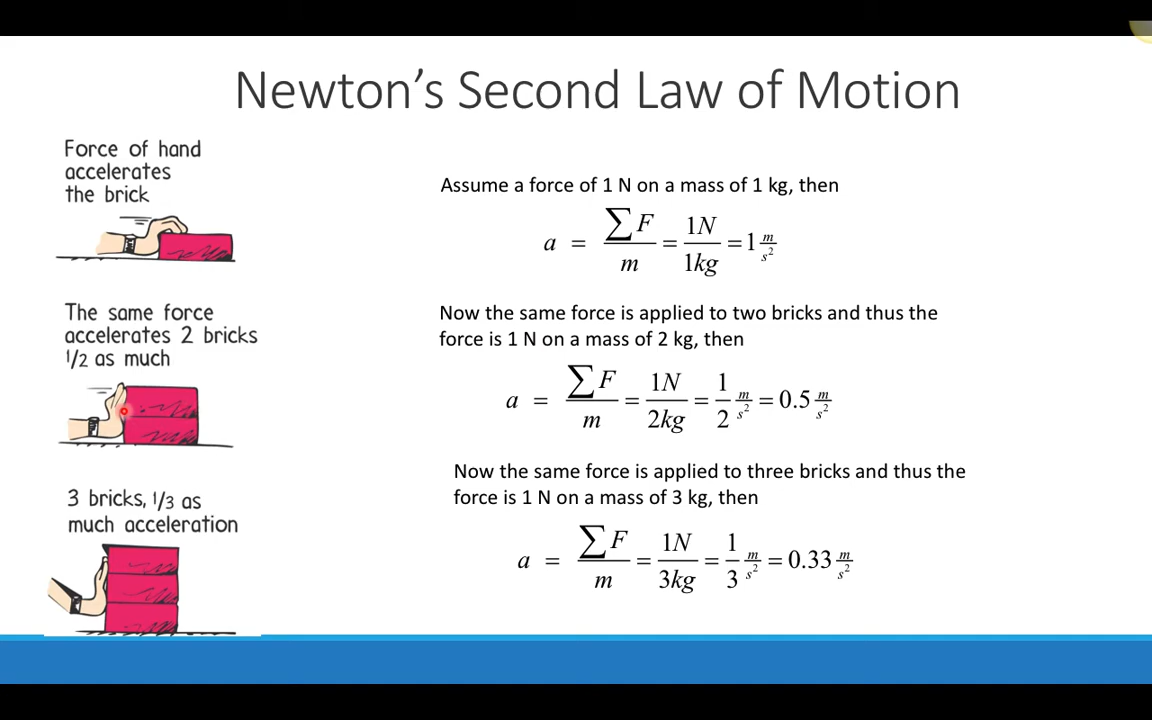 Newton's Second Law of Motion
Force of hand
accelerates
the brick
Assume a force of 1 N on a mass of 1 kg, then
a = ∑F/m = 1N/1kg = 1 m/s²
The same force
accelerates 2 bricks
1/2 as much
Now the same force is applied to two bricks and thus the
force is 1 N on a mass of 2 kg, then
a = ∑F/m = 1N/2kg = 1/2 m/s² = 0.5 m/s²
3 bricks, 1/3 as
much acceleration
Now the same force is applied to three bricks and thus the
force is 1 N on a mass of 3 kg, then
a = ∑F/m = 1N/3kg = 1/3 m/s² = 0.33 m/s²